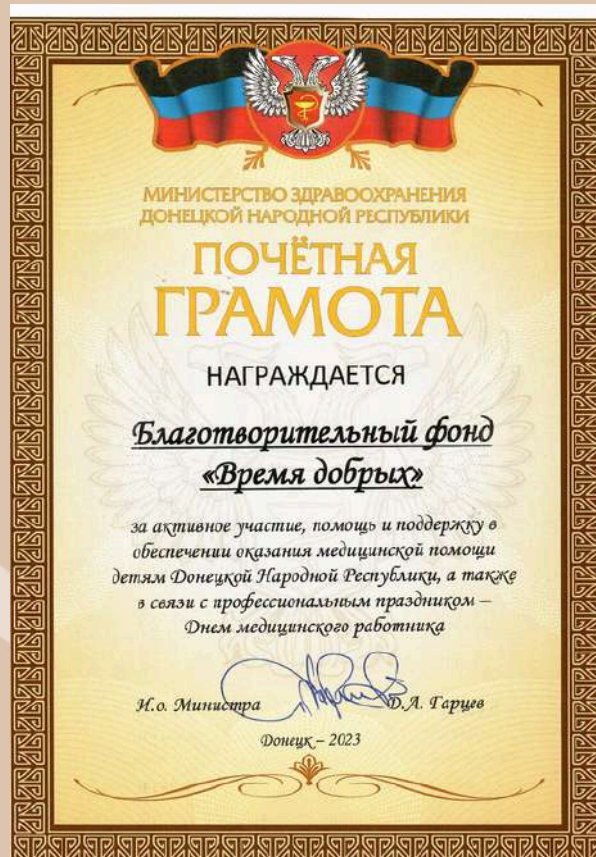 МИНИСТЕРСТВО ЗДРАВООХРАНЕНИЯ
ДОНЕЦКОЙ НАРОДНОЙ РЕСПУБЛИКИ
ПОЧЁТНАЯ
ГРАМОТА
НАГРАЖДАЕТСЯ
Благотворительный фонд
«Время добрых»
за активное участие, помощь и поддержку в
обеспечении оказания медицинской помощи
детям Донецкой Народной Республики, а также
в связи с профессиональным праздником –
Днем медицинского работника
И.о. Министра Д.А. Гарцев
Донецк – 2023